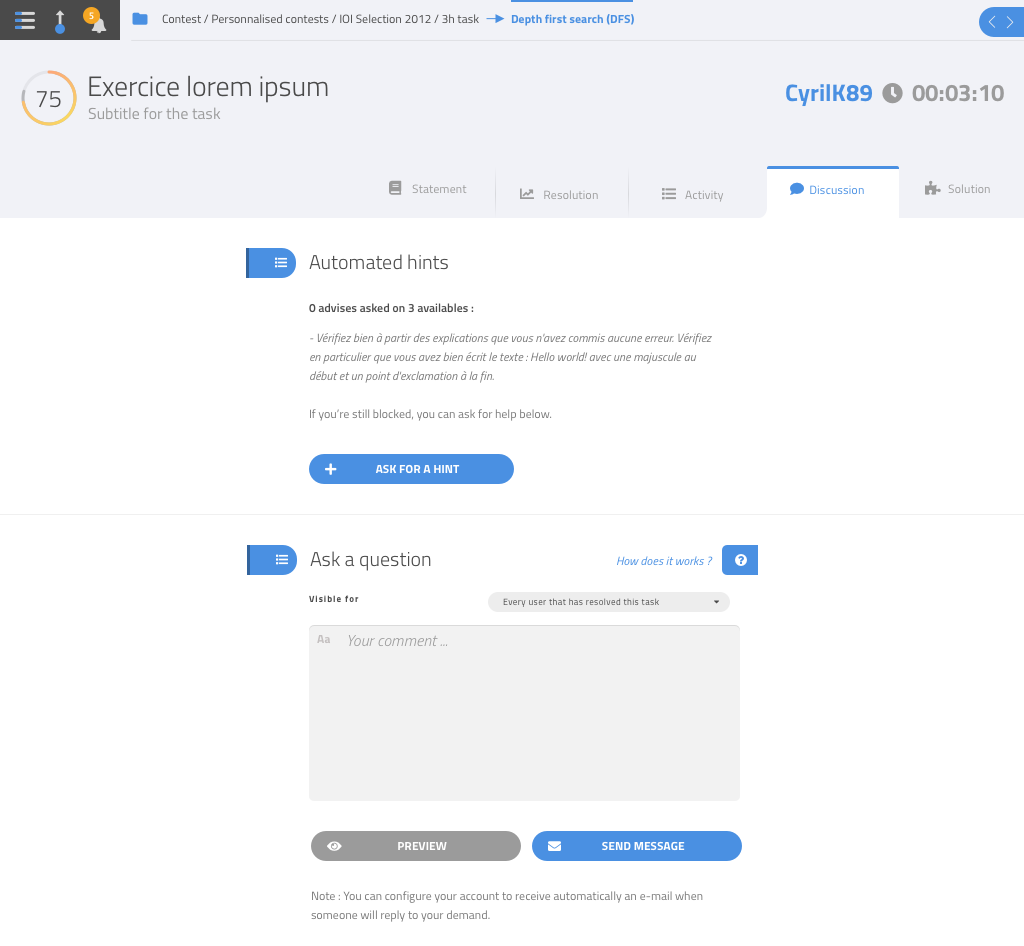 5
Contest / Personnalised contests / IOI Selection 2012 / 3h task Depth first search (DFS)
75
Exercice lorem ipsum
Subtitle for the task
CyrilK89 00:03:10
Statement
Resolution
Activity
Discussion
Solution
Automated hints
0 advises asked on 3 availables :
- Vérifiez bien à partir des explications que vous n'avez commis aucune erreur. Vérifiez
en particulier que vous avez bien écrit le texte : Hello world! avec une majuscule au
début et un point d'exclamation à la fin.
If you're still blocked, you can ask for help below.
ASK FOR A HINT
Ask a question
How does it works ?
?
Visible for
Every user that has resolved this task
Aa
Your comment ...
PREVIEW
SEND MESSAGE
Note : You can configure your account to receive automatically an e-mail when
someone will reply to your demand.